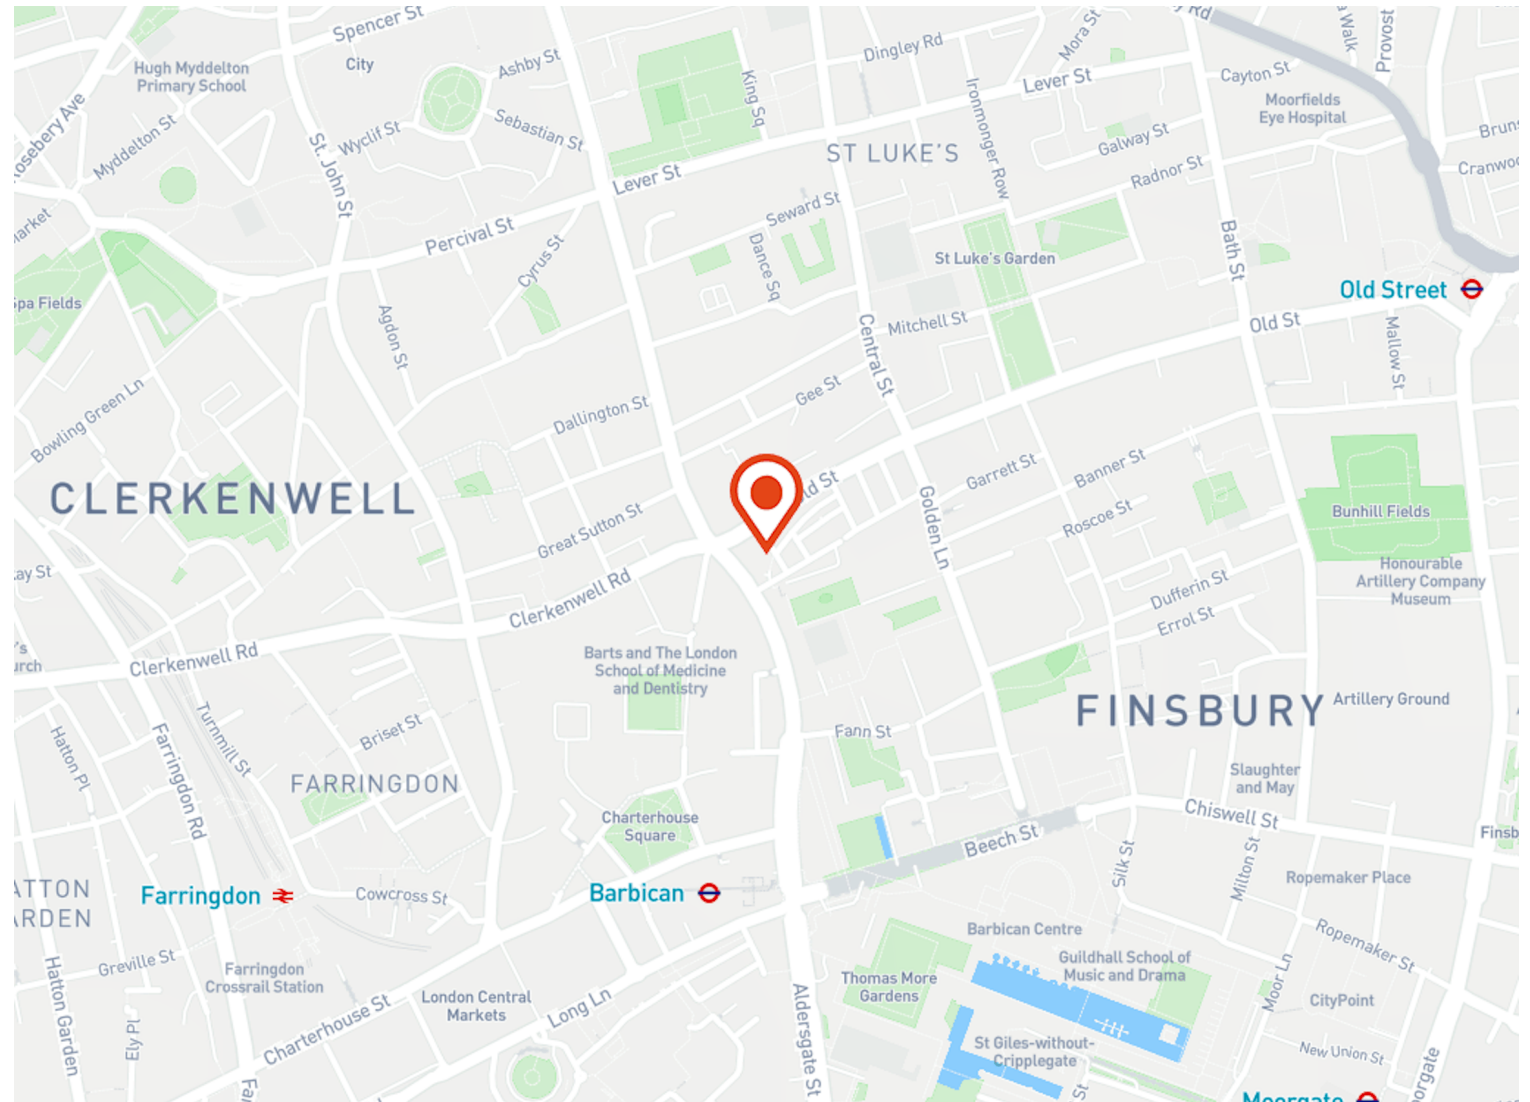 Spencer St
City
Hugh Myddelton
Primary School
Ashby St
King Sq
Dingley Rd
Mora St
Rd
Provost
Lever St
Cayton St
Moorfields
Eye Hospital
Rosebery Ave
Myddelton St
St. John St
Wyclif St
Sebastian St
ST LUKE'S
Ironmonger Row
Galway St
Radnor St
Lever St
Seward St
Percival St
Cyrus St
Dance Sq
St Luke's Garden
Bath St
Old Street
Spa Fields
Agdon St
Central St
Mitchell St
Old St
Mallow St
Bowling Green Ln
Dallington St
Gee St
CLERKENWELL
Great Sutton St
Old St
Garrett St
Banner St
Golden Ln
Roscoe St
Bunhill Fields
Honourable
Artillery Company
Museum
Clerkenwell Rd
Dufferin St
Errol St
Clerkenwell Rd
Barts and The London
School of Medicine
and Dentistry
FINSBURY
Artillery Ground
Hatton Pl
Farringdon Rd
Turnmill St
Briset St
Fann St
FARRINGDON
Slaughter
and May
Charterhouse
Square
Beech St
Chiswell St
Silk St
Milton St
Ropemaker Place
Farringdon
Cowcross St
Barbican
Barbican Centre
Ropemaker St
Greville St
Hatton Garden
Farringdon
Crossrail Station
Ely Pl
Charterhouse St
London Central
Markets
Long Ln
Aldersgate St
Thomas More
Gardens
Guildhall School of
Music and Drama
Moor Ln
CityPoint
St Giles-without-
Cripplegate
New Union St
St
Moorgate